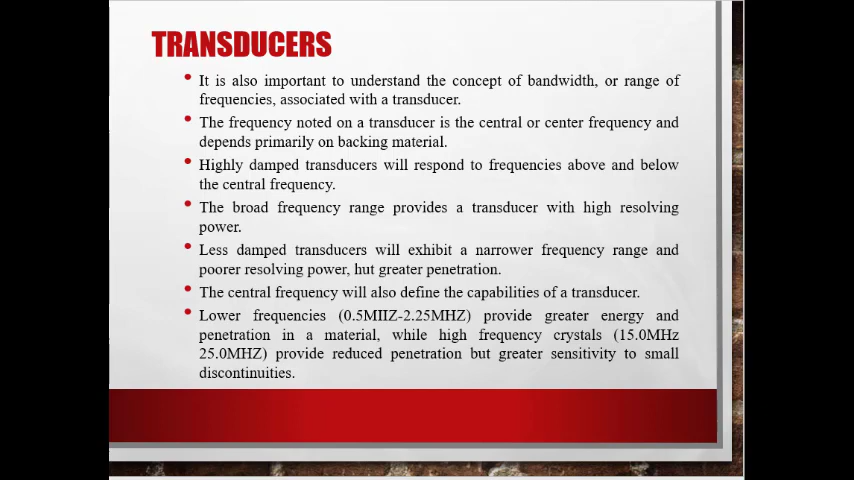 TRANSDUCERS
• It is also important to understand the concept of bandwidth, or range of
frequencies, associated with a transducer.
• The frequency noted on a transducer is the central or center frequency and
depends primarily on backing material.
• Highly damped transducers will respond to frequencies above and below
the central frequency.
• The broad frequency range provides a transducer with high resolving
power.
• Less damped transducers will exhibit a narrower frequency range and
poorer resolving power, hut greater penetration.
• The central frequency will also define the capabilities of a transducer.
• Lower frequencies (0.5MIIZ-2.25MHZ) provide greater energy and
penetration in a material, while high frequency crystals (15.0MHz
25.0MHZ) provide reduced penetration but greater sensitivity to small
discontinuities.